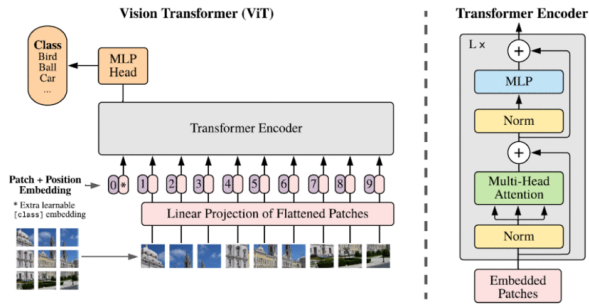 Vision Transformer (ViT)
Class
Bird
Ball
Car
...
MLP
Head
Transformer Encoder
Patch + Position
Embedding
0 * 1 2 3 4 5 6 7 8 9
* Extra learnable
[class] embedding
Linear Projection of Flattened Patches
Transformer Encoder
L x
+
MLP
Norm
+
Multi-Head
Attention
Norm
Embedded
Patches